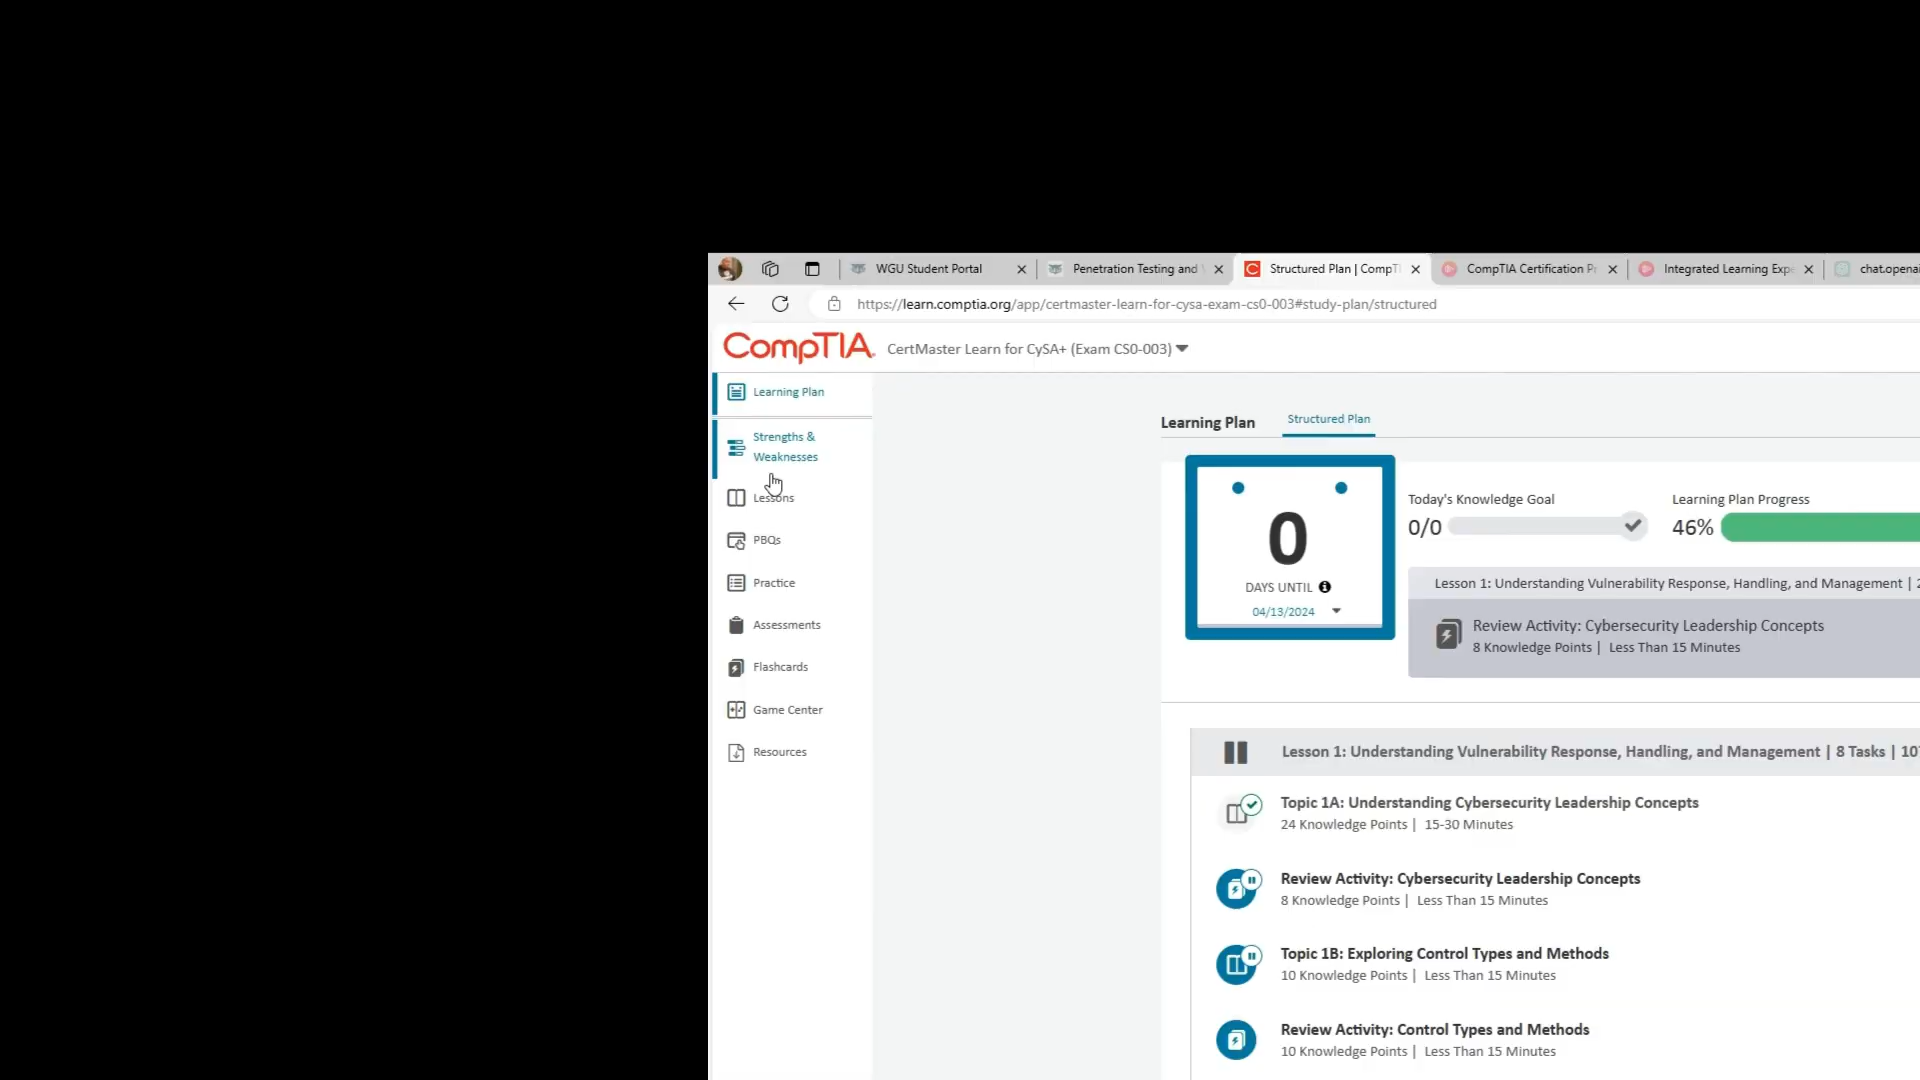 WGU Student Portal
Penetration Testing and
Structured Plan | CompTI
CompTIA Certification P
Integrated Learning Expe
chat.openai
https://learn.comptia.org/app/certmaster-learn-for-cysa-exam-cs0-003#study-plan/structured
CompTIA.
CertMaster Learn for CySA+ (Exam CS0-003)
Learning Plan
Strengths &
Weaknesses
Lessons
PBQs
Practice
Assessments
Flashcards
Game Center
Resources
Learning Plan
Structured Plan
0
DAYS UNTIL
04/13/2024
Today's Knowledge Goal
0/0
Learning Plan Progress
46%
Lesson 1: Understanding Vulnerability Response, Handling, and Management | 2
Review Activity: Cybersecurity Leadership Concepts
8 Knowledge Points | Less Than 15 Minutes
Lesson 1: Understanding Vulnerability Response, Handling, and Management | 8 Tasks | 10
Topic 1A: Understanding Cybersecurity Leadership Concepts
24 Knowledge Points | 15-30 Minutes
Review Activity: Cybersecurity Leadership Concepts
8 Knowledge Points | Less Than 15 Minutes
Topic 1B: Exploring Control Types and Methods
10 Knowledge Points | Less Than 15 Minutes
Review Activity: Control Types and Methods
10 Knowledge Points | Less Than 15 Minutes